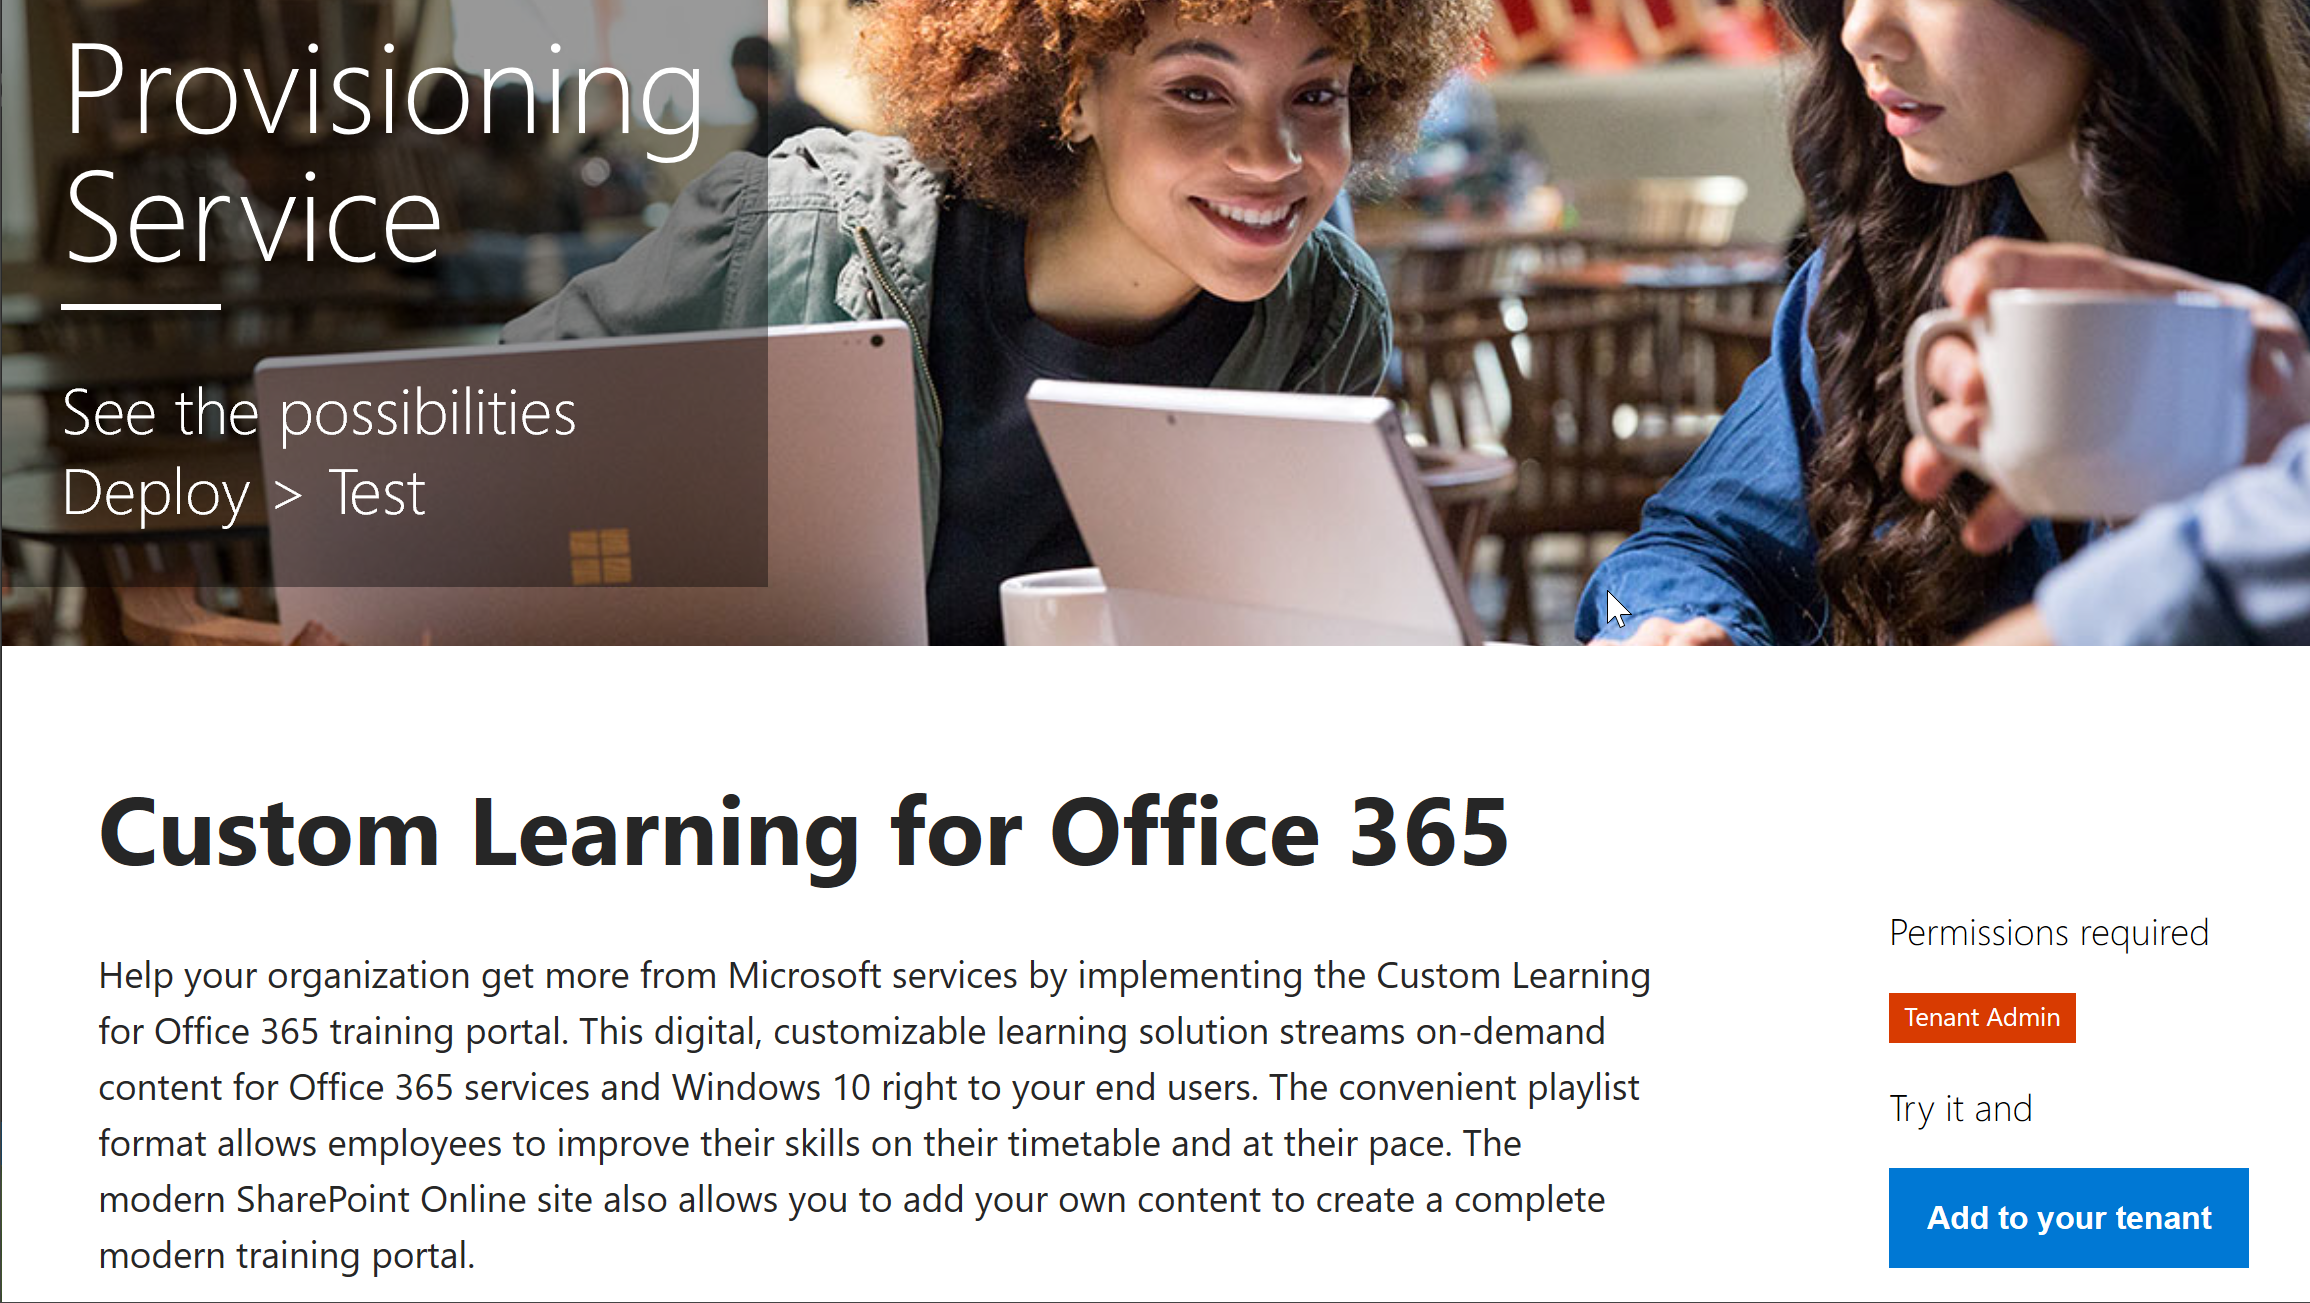 Provisioning
Service
See the possibilities
Deploy > Test
Custom Learning for Office 365
Help your organization get more from Microsoft services by implementing the Custom Learning
for Office 365 training portal. This digital, customizable learning solution streams on-demand
content for Office 365 services and Windows 10 right to your end users. The convenient playlist
format allows employees to improve their skills on their timetable and at their pace. The
modern SharePoint Online site also allows you to add your own content to create a complete
modern training portal.
Permissions required
Tenant Admin
Try it and
Add to your tenant